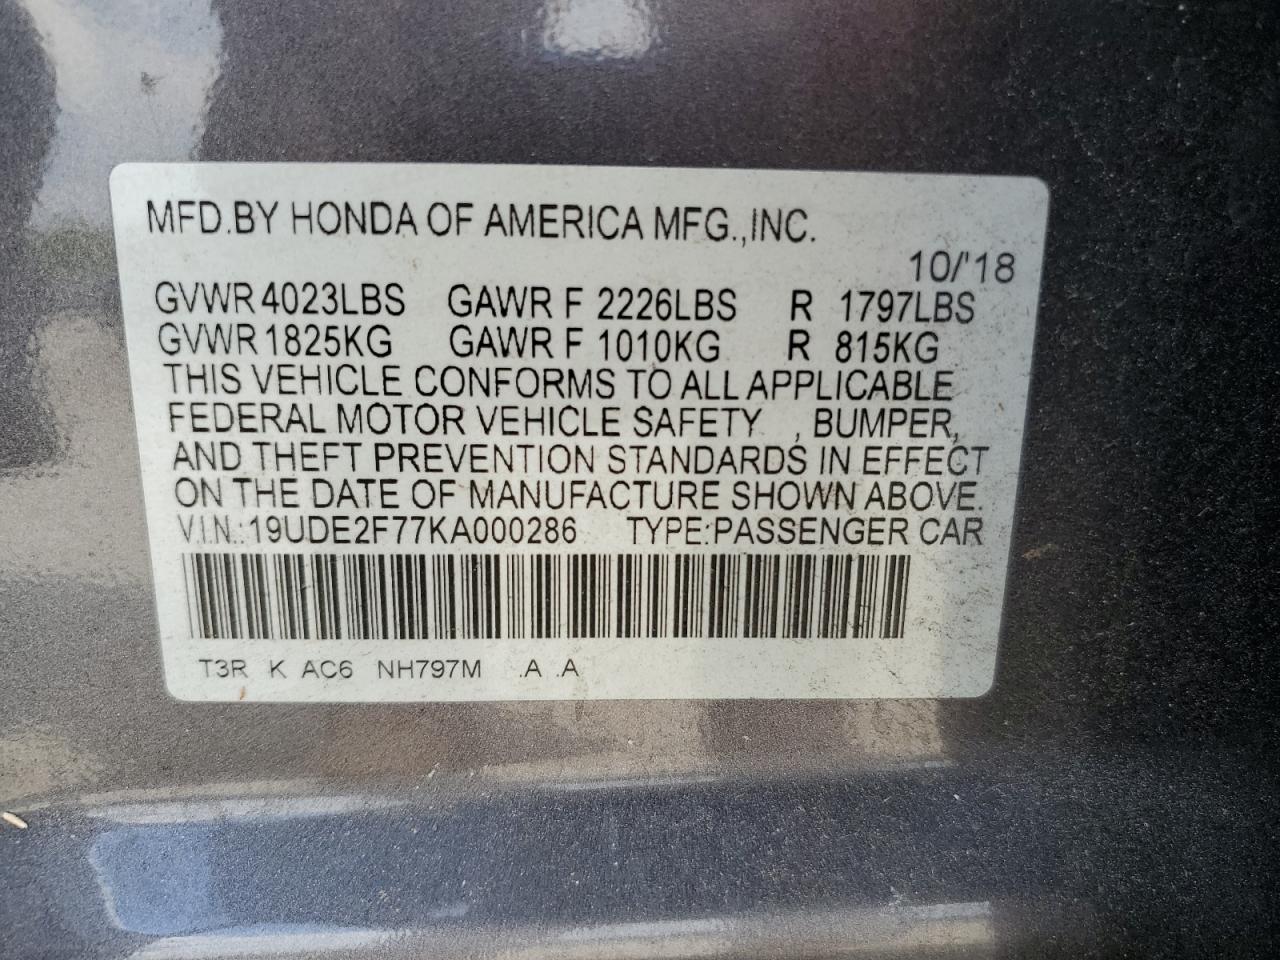 MFD.BY HONDA OF AMERICA MFG.,INC.
10/'18
GVWR 4023LBS GAWR F 2226LBS R 1797LBS
GVWR 1825KG GAWR F 1010KG R 815KG
THIS VEHICLE CONFORMS TO ALL APPLICABLE
FEDERAL MOTOR VEHICLE SAFETY , BUMPER,
AND THEFT PREVENTION STANDARDS IN EFFECT
ON THE DATE OF MANUFACTURE SHOWN ABOVE.
V.I.N.:19UDE2F77KA000286 TYPE:PASSENGER CAR
T3R K AC6 NH797M .A .A